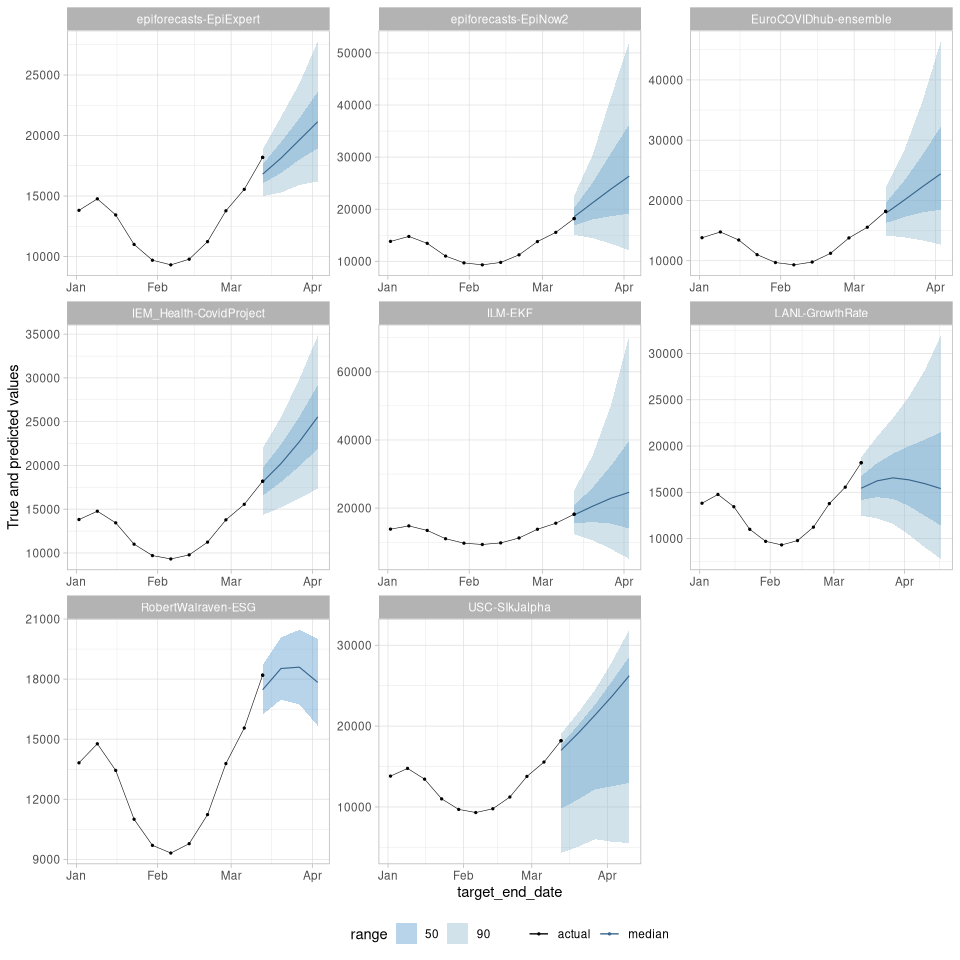 epiforecasts-EpiExpert
epiforecasts-EpiNow2
EuroCOVIDhub-ensemble
25000
20000
15000
10000
Jan Feb Mar Apr
50000
40000
30000
20000
10000
Jan Feb Mar Apr
40000
30000
20000
10000
Jan Feb Mar Apr
True and predicted values
IEM_Health-CovidProject
ILM-EKF
LANL-GrowthRate
35000
30000
25000
20000
15000
10000
Jan Feb Mar Apr
60000
40000
20000
Jan Feb Mar Apr
30000
25000
20000
15000
10000
Jan Feb Mar Apr
RobertWalraven-ESG
USC-SIkJalpha
21000
18000
15000
12000
9000
Jan Feb Mar Apr
30000
20000
10000
Jan Feb Mar Apr
target_end_date
range 50 90 actual median